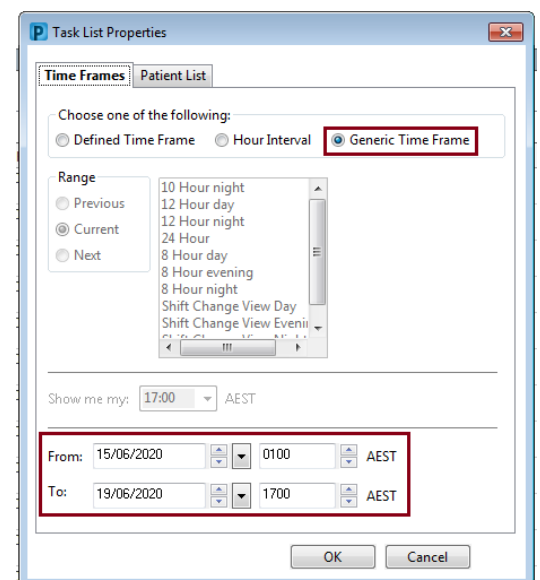 P Task List Properties
Time Frames Patient List
Choose one of the following:
Defined Time Frame Hour Interval Generic Time Frame
Range
Previous
Current
Next
10 Hour night
12 Hour day
12 Hour night
24 Hour
8 Hour day
8 Hour evening
8 Hour night
Shift Change View Day
Shift Change View Evenin
Show me my: 17:00 AEST
From: 15/06/2020 0100 AEST
To: 19/06/2020 1700 AEST
OK Cancel